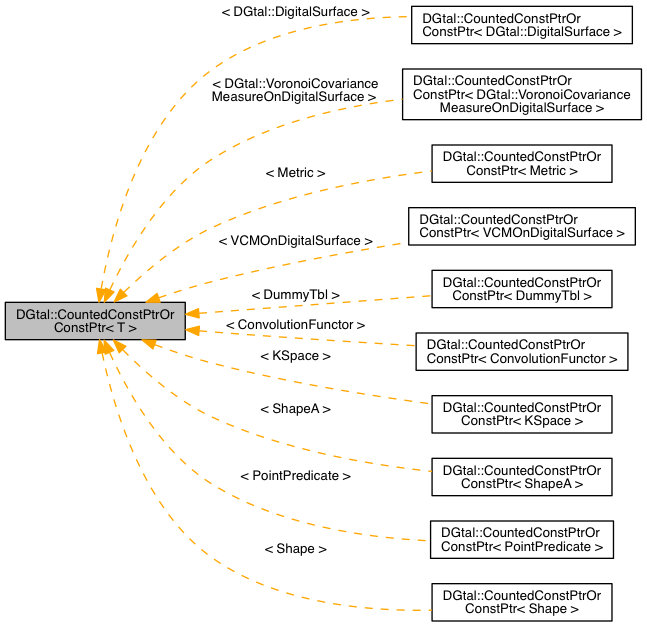 < DGtal::DigitalSurface >
DGtal::CountedConstPtrOr
ConstPtr< DGtal::DigitalSurface >
< DGtal::VoronoiCovariance
MeasureOnDigitalSurface >
DGtal::CountedConstPtrOr
ConstPtr< DGtal::VoronoiCovariance
MeasureOnDigitalSurface >
< Metric >
DGtal::CountedConstPtrOr
ConstPtr< Metric >
< VCMOnDigitalSurface >
DGtal::CountedConstPtrOr
ConstPtr< VCMOnDigitalSurface >
< DummyTbl >
DGtal::CountedConstPtrOr
ConstPtr< DummyTbl >
DGtal::CountedConstPtrOr
ConstPtr< T >
< ConvolutionFunctor >
DGtal::CountedConstPtrOr
ConstPtr< ConvolutionFunctor >
< KSpace >
DGtal::CountedConstPtrOr
ConstPtr< KSpace >
< ShapeA >
DGtal::CountedConstPtrOr
ConstPtr< ShapeA >
< PointPredicate >
DGtal::CountedConstPtrOr
ConstPtr< PointPredicate >
< Shape >
DGtal::CountedConstPtrOr
ConstPtr< Shape >